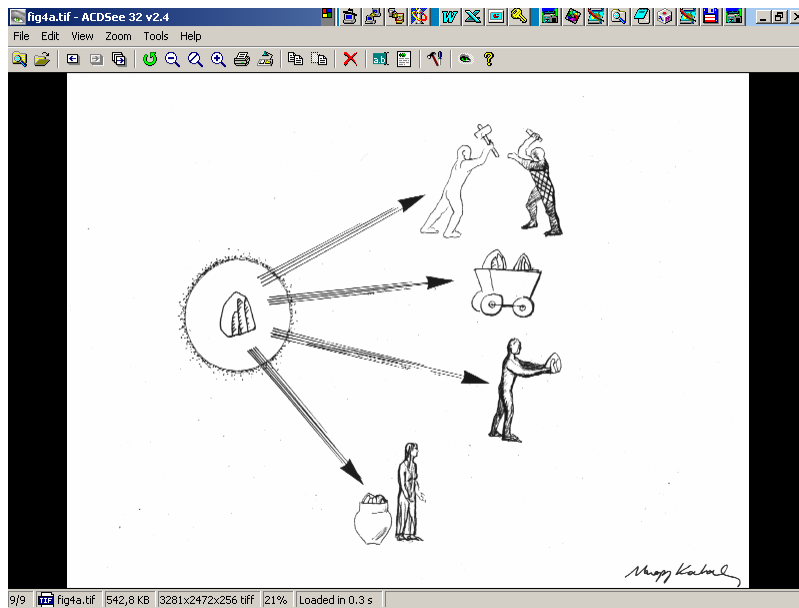 fig4a.tif - ACDSee 32 v2.4
File Edit View Zoom Tools Help
9/9 fig4a.tif 542,8 KB 3281x2472x256 tiff 21% Loaded in 0.3 s